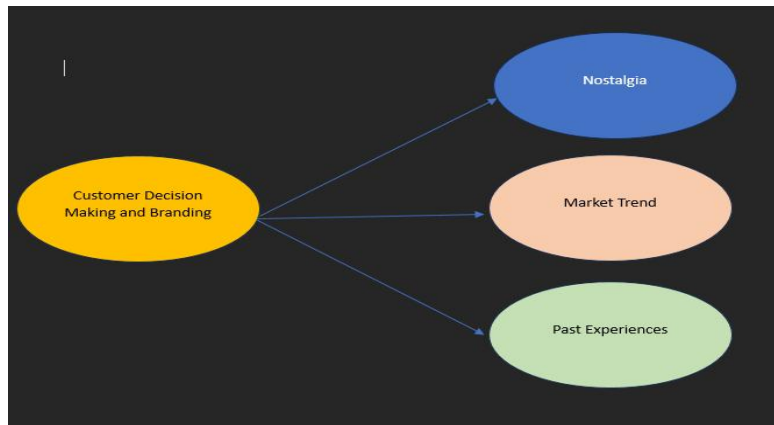 Nostalgia
Customer Decision
Making and Branding
Market Trend
Past Experiences